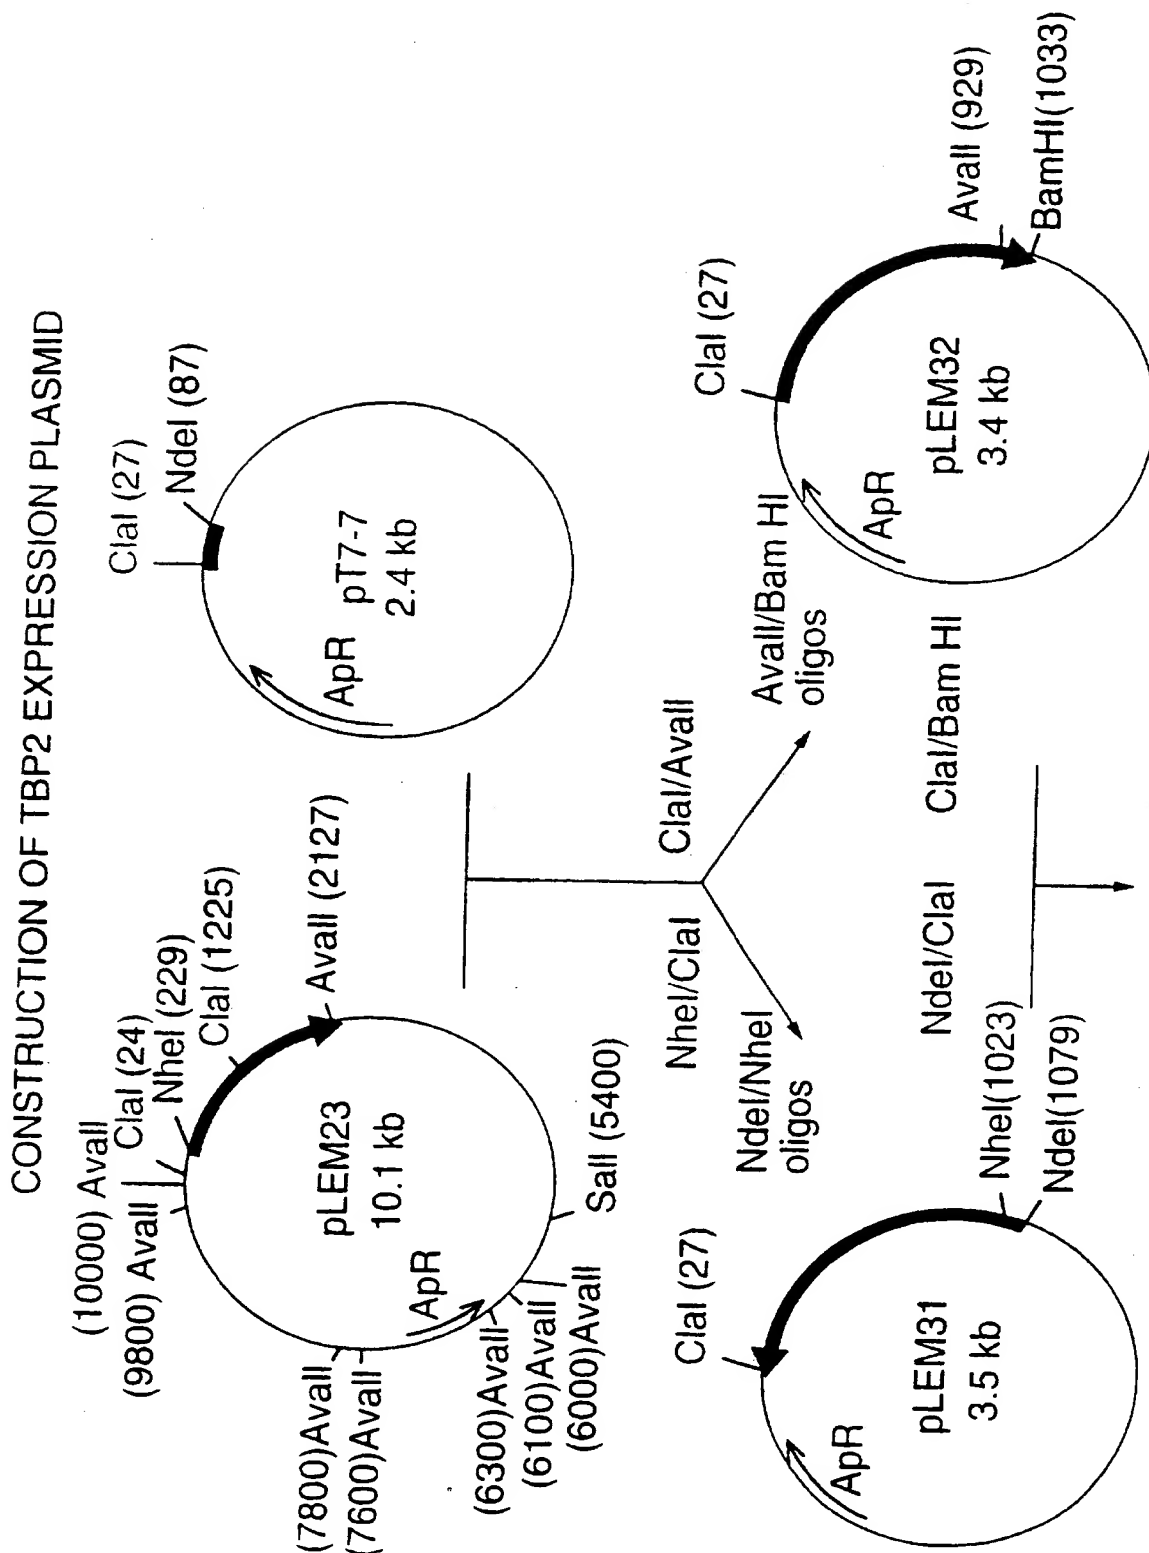 CONSTRUCTION OF TBP2 EXPRESSION PLASMID
(10000) AvaII
(9800) AvaII
ClaI (24)
NheI (229)
ClaI (1225)
AvaII (2127)
pLEM23
10.1 kb
ApR
(7800)AvaII
(7600)AvaII
(6300)AvaII
(6100)AvaII
(6000)AvaII
SalI (5400)
ClaI (27)
NdeI (87)
pT7-7
2.4 kb
ApR
NheI/ClaI
ClaI/AvaII
NdeI/NheI
oligos
AvaII/Bam HI
oligos
ClaI (27)
pLEM31
3.5 kb
ApR
NheI(1023)
NdeI(1079)
NdeI/ClaI
ClaI/Bam HI
ClaI (27)
pLEM32
3.4 kb
ApR
AvaII (929)
BamHI(1033)